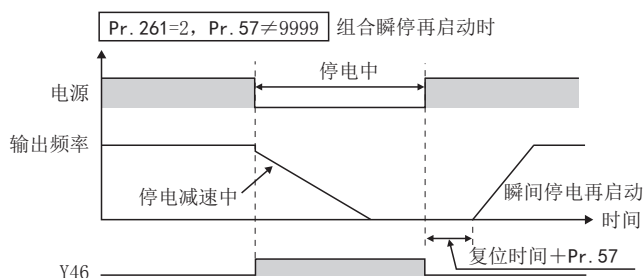 Pr.261=2，Pr.57≠9999 组合瞬停再启动时
停电中
电源
输出频率
停电减速中
瞬间停电再启动
时间
复位时间＋Pr.57
Y46